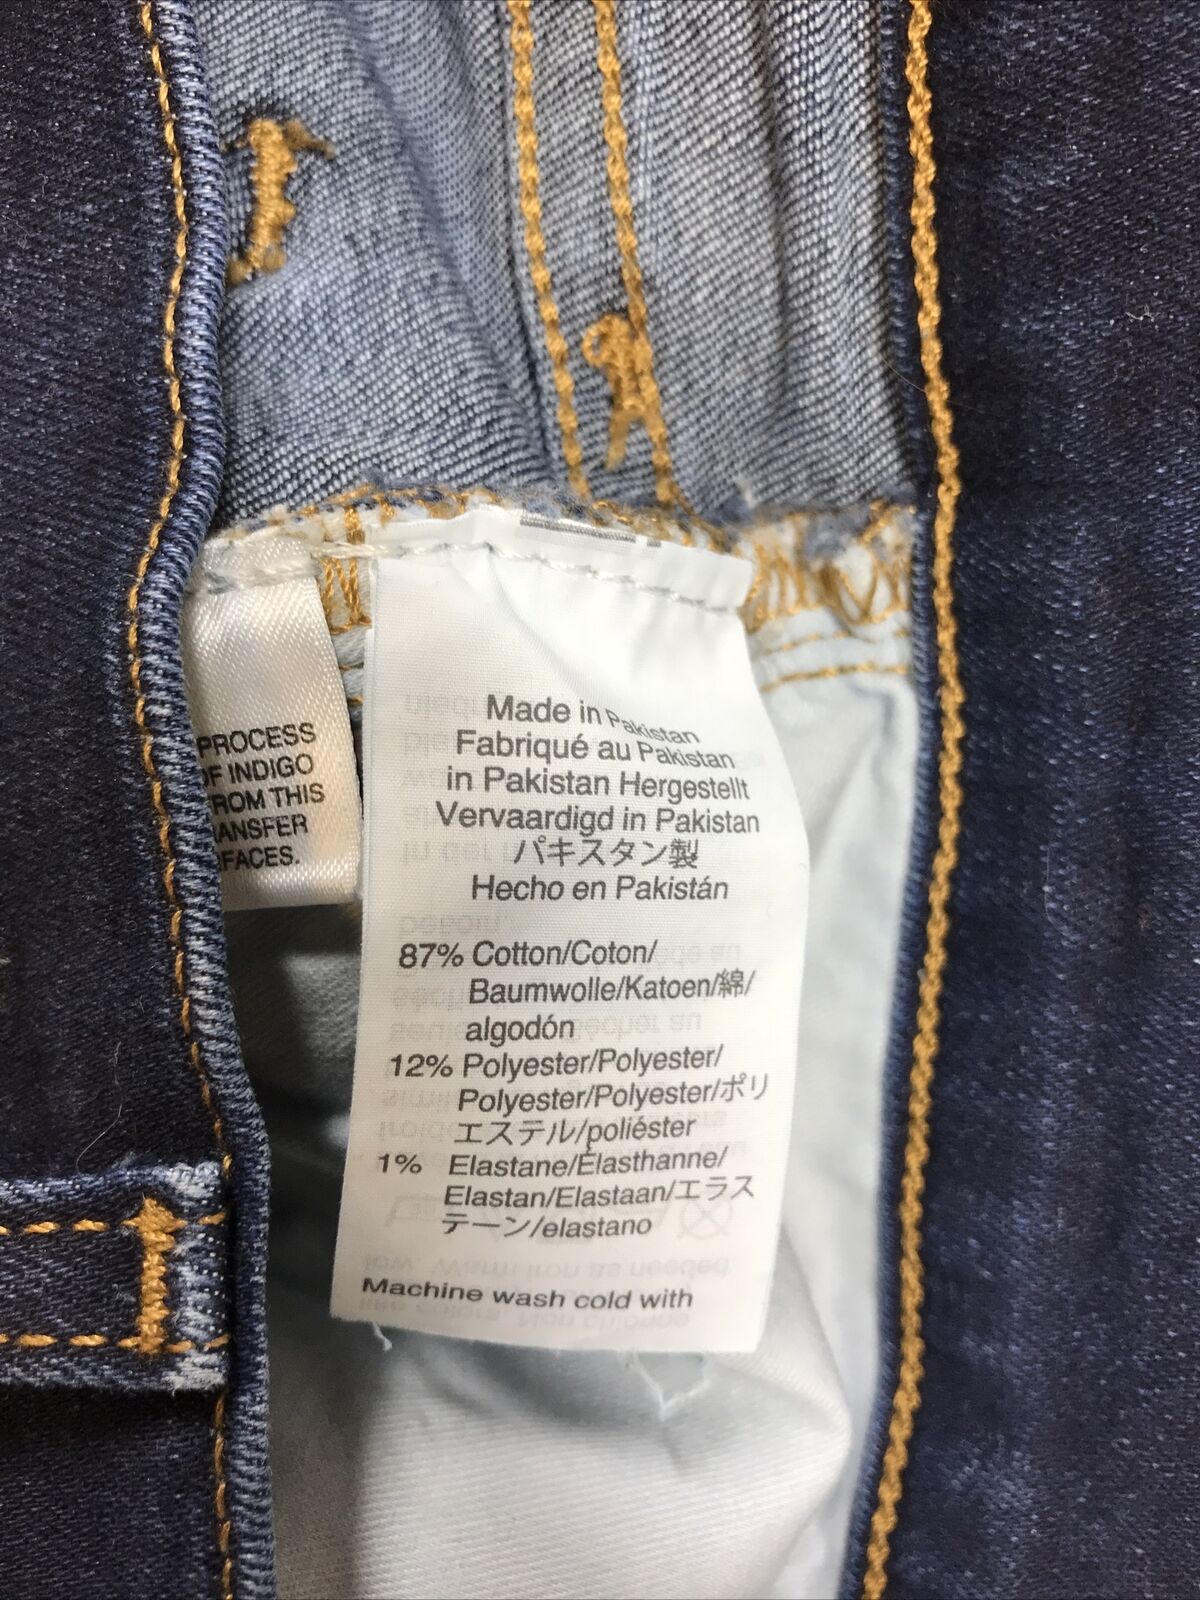 PROCESS
OF INDIGO
FROM THIS
TRANSFER
FACES.
Made in Pakistan
Fabriqué au Pakistan
in Pakistan Hergestellt
Vervaardigd in Pakistan
パキスタン製
Hecho en Pakistán
87% Cotton/Coton/
Baumwolle/Katoen/綿/
algodón
12% Polyester/Polyester/
Polyester/Polyester/ポリ
エステル/poliéster
1% Elastane/Élasthanne/
Elastan/Elastaan/エラス
テーン/elastano
Machine wash cold with